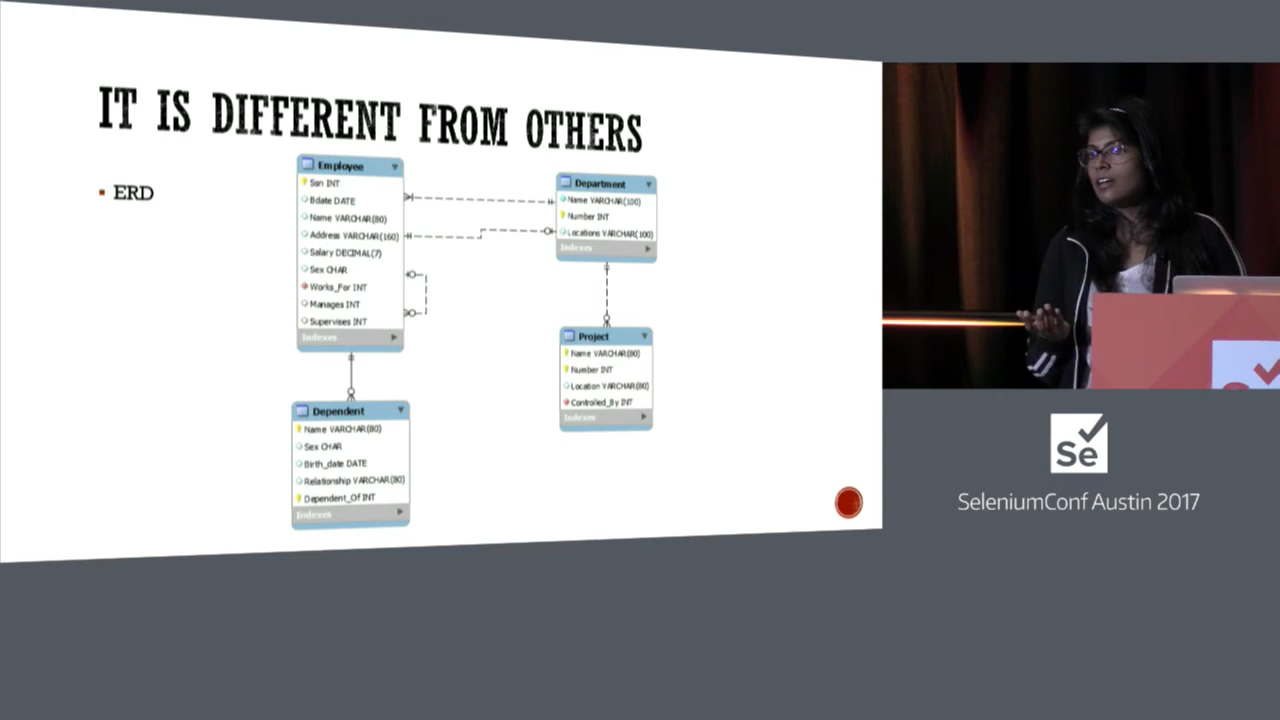 IT IS DIFFERENT FROM OTHERS
ERD
Employee
Ssn INT
Bdate DATE
Name VARCHAR(80)
Address VARCHAR(160)
Salary DECIMAL(7)
Sex CHAR
Works_For INT
Manages INT
Supervises INT
Indexes
Department
Name VARCHAR(100)
Number INT
Locations VARCHAR(100)
Indexes
Project
Name VARCHAR(80)
Number INT
Location VARCHAR(80)
Controlled_By INT
Indexes
Dependent
Name VARCHAR(80)
Sex CHAR
Birth_date DATE
Relationship VARCHAR(80)
Dependent_Of INT
Indexes
Se
SeleniumConf Austin 2017